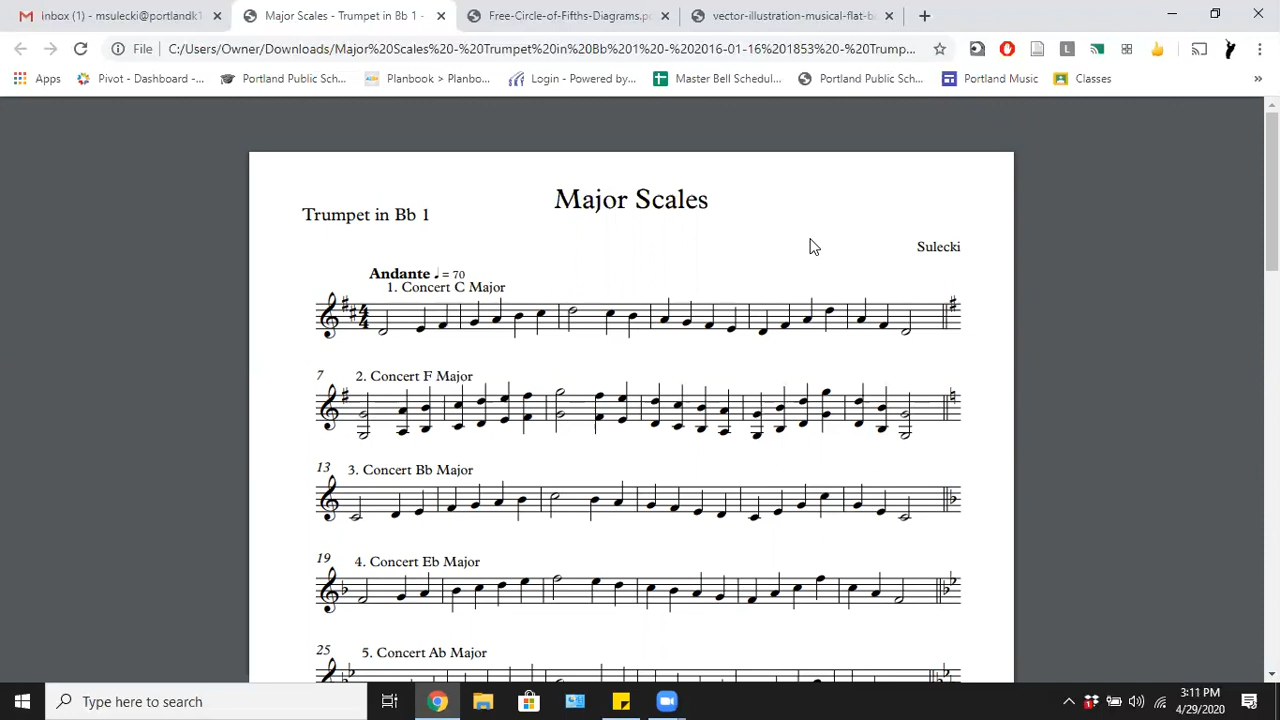 Inbox (1) - msulecki@portlandk1
Major Scales - Trumpet in Bb 1 -
Free-Circle-of-Fifths-Diagrams.pd
vector-illustration-musical-flat-b
File
C:/Users/Owner/Downloads/Major%20Scales%20-%20Trumpet%20in%20Bb%201%20-%202016-01-16%201853%20-%20Trump...
Apps
Pivot - Dashboard -...
Portland Public Sch...
Planbook > Planbo...
Login - Powered by...
Master Bell Schedul...
Portland Public Sch...
Portland Music
Classes
»
Major Scales
Trumpet in Bb 1
Sulecki
Andante ♩ = 70
1. Concert C Major
7 2. Concert F Major
13 3. Concert Bb Major
19 4. Concert Eb Major
25 5. Concert Ab Major
Type here to search
3:11 PM
4/29/2020